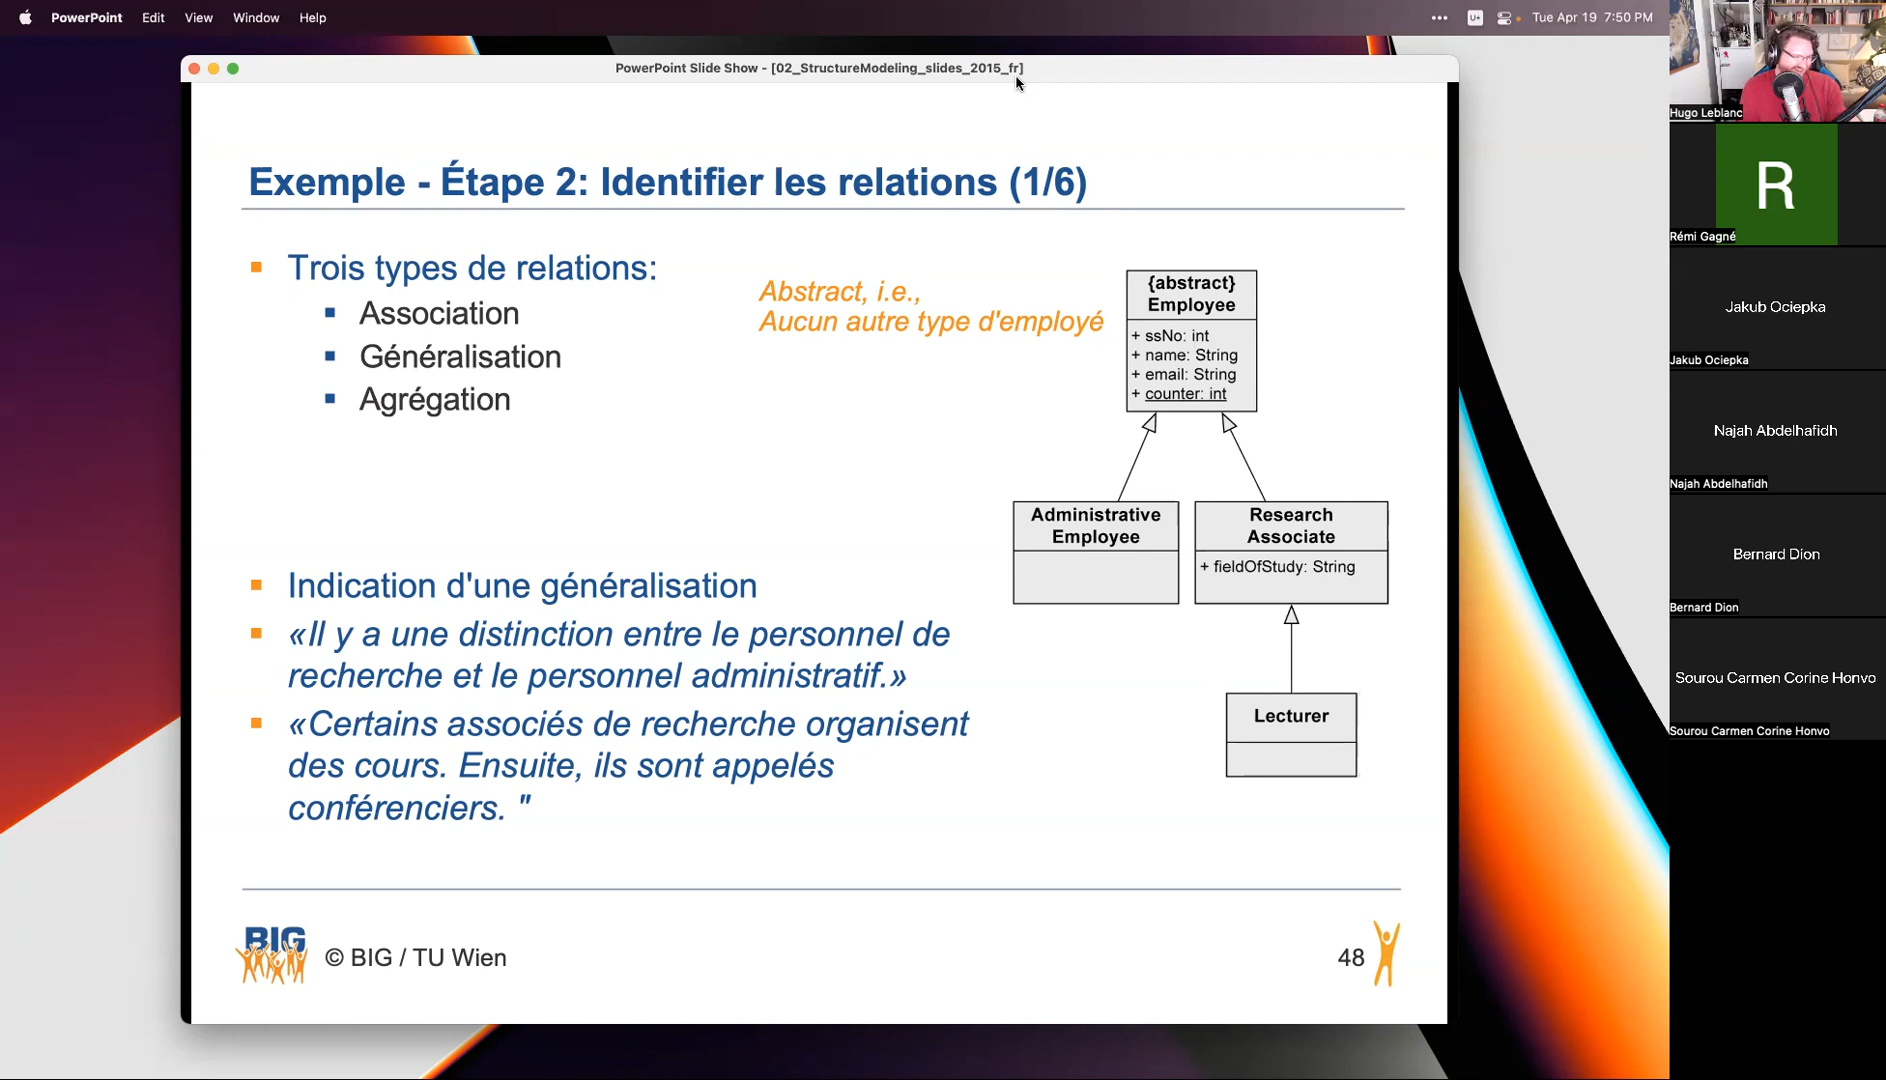 PowerPoint Edit View Window Help
U+ Tue Apr 19 7:50 PM
PowerPoint Slide Show - [02_StructureModeling_slides_2015_fr]
Exemple - Étape 2: Identifier les relations (1/6)
Trois types de relations:
Association
Généralisation
Agrégation
Abstract, i.e.,
Aucun autre type d'employé
{abstract}
Employee
+ ssNo: int
+ name: String
+ email: String
+ counter: int
Administrative
Employee
Research
Associate
+ fieldOfStudy: String
Lecturer
Indication d'une généralisation
«Il y a une distinction entre le personnel de
recherche et le personnel administratif.»
«Certains associés de recherche organisent
des cours. Ensuite, ils sont appelés
conférenciers. "
BIG
© BIG / TU Wien
48
Hugo Leblanc
R
Rémi Gagné
Jakub Ociepka
Jakub Ociepka
Najah Abdelhafidh
Najah Abdelhafidh
Bernard Dion
Bernard Dion
Sourou Carmen Corine Honvo
Sourou Carmen Corine Honvo